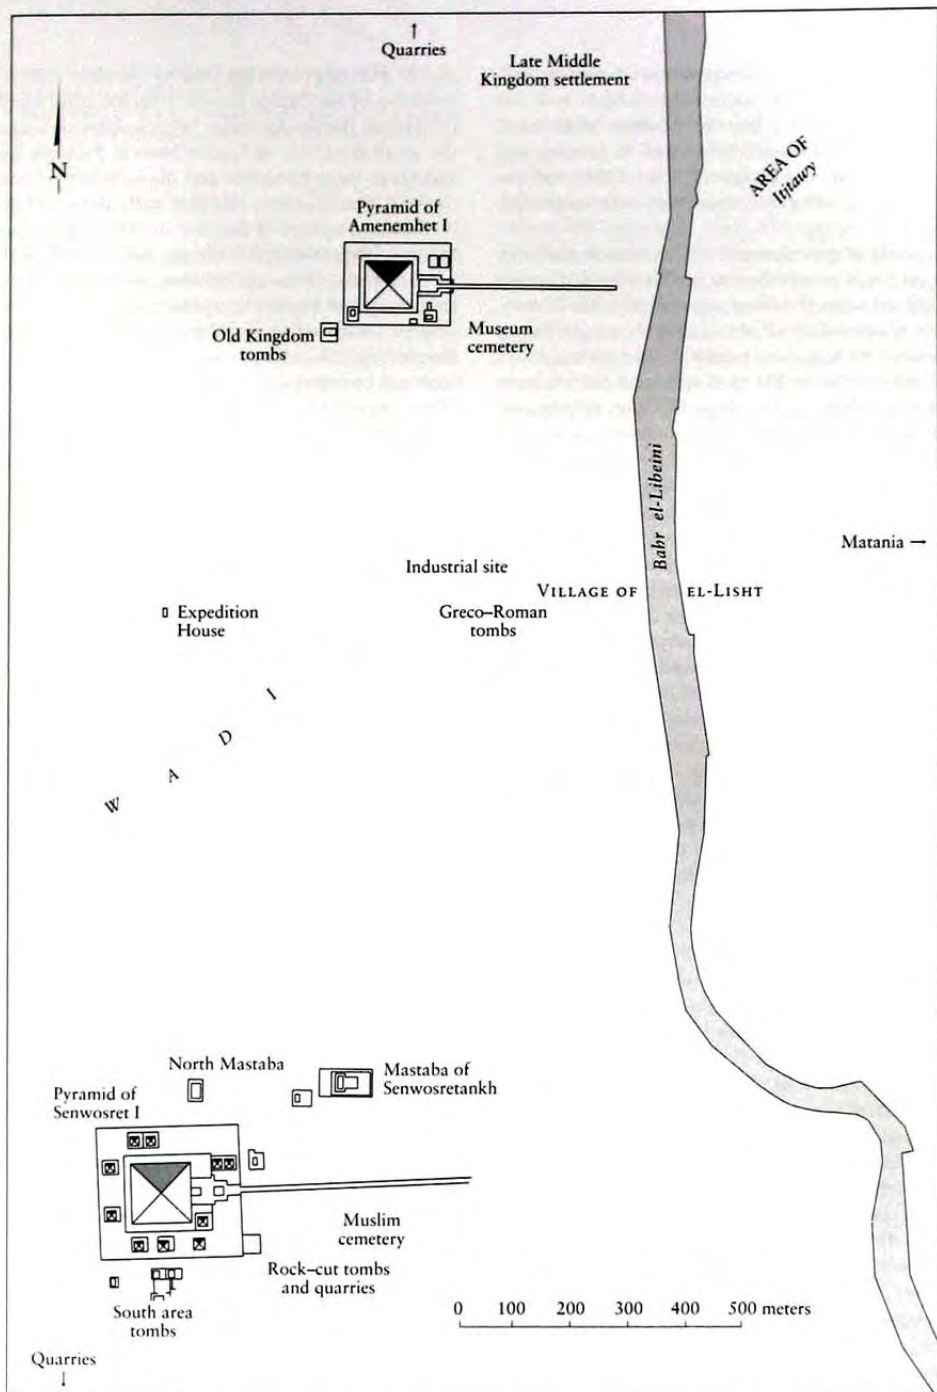 Quarries
Late Middle
Kingdom settlement
N
AREA OF
Itjtawy
Pyramid of
Amenemhet I
Old Kingdom
tombs
Museum
cemetery
Bahr el-Libeini
Matania
Industrial site
VILLAGE OF EL-LISHT
Expedition
House
Greco–Roman
tombs
WADI
North Mastaba
Mastaba of
Senwosretankh
Pyramid of
Senwosret I
Muslim
cemetery
Rock-cut tombs
and quarries
South area
tombs
0 100 200 300 400 500 meters
Quarries